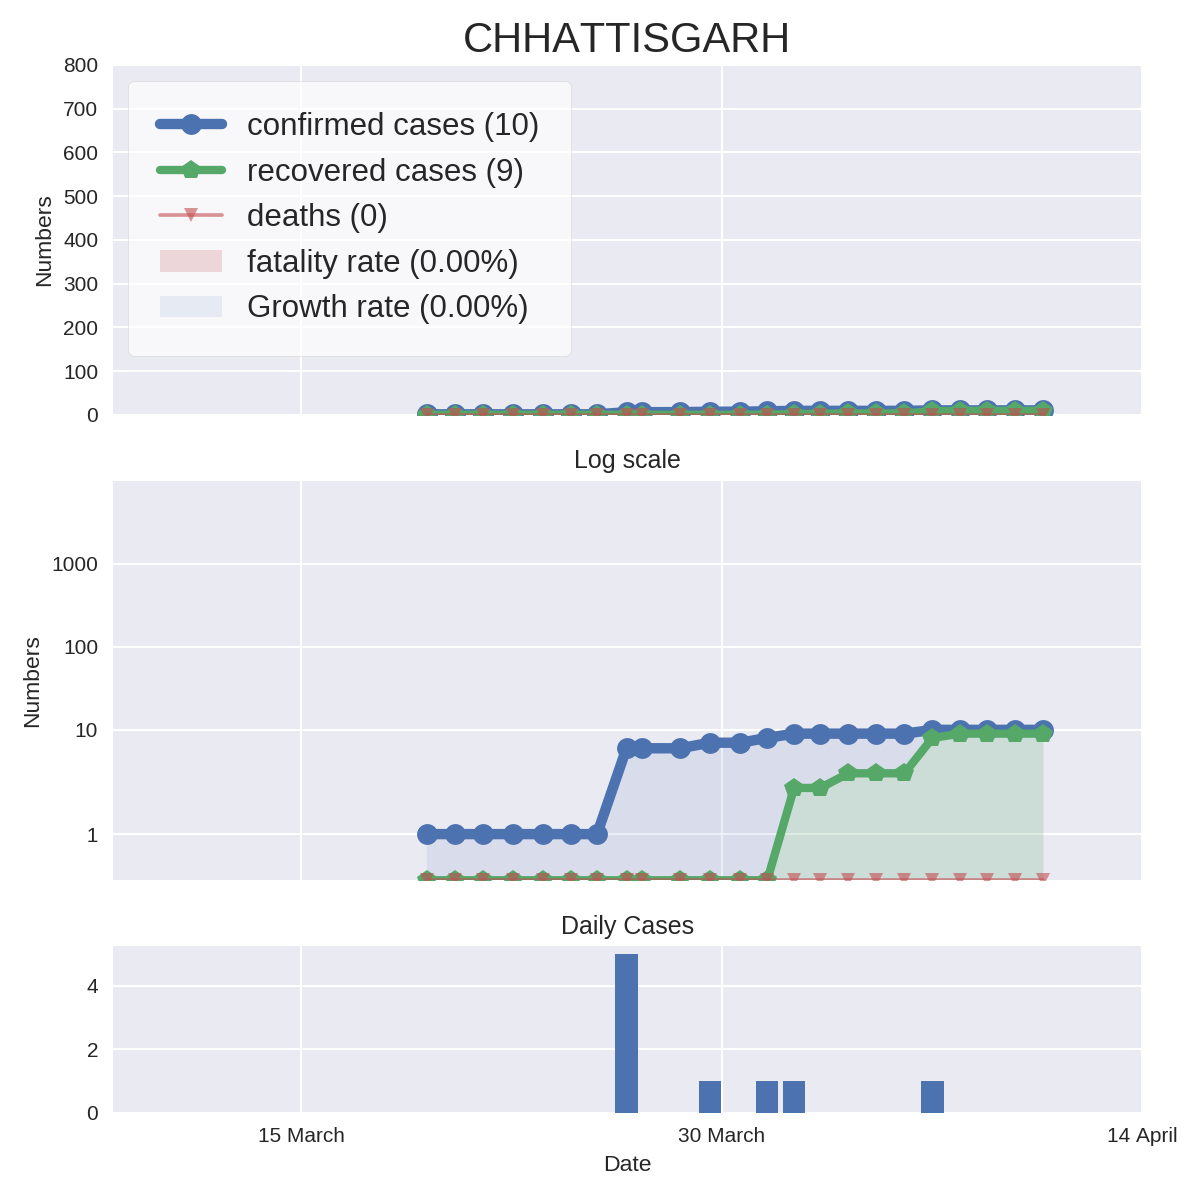 CHHATTISGARH
800
700
600
500
400
300
200
100
0
Numbers
confirmed cases (10)
recovered cases (9)
deaths (0)
fatality rate (0.00%)
Growth rate (0.00%)
Log scale
1000
100
10
1
Numbers
Daily Cases
4
2
0
15 March
30 March
14 April
Date